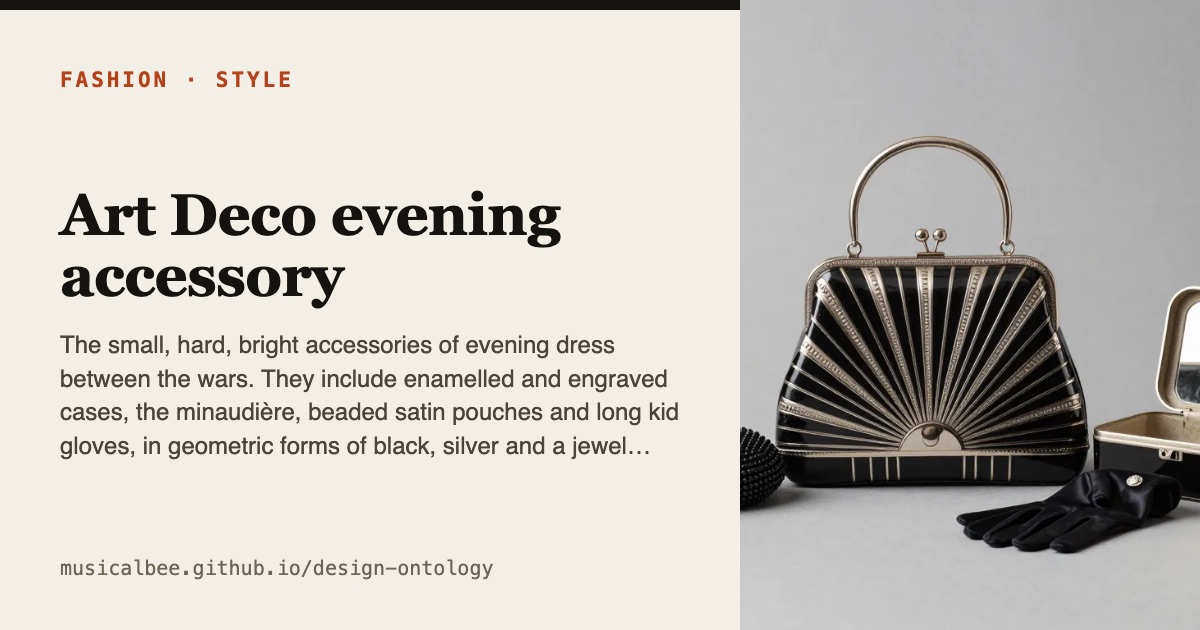 FASHION · STYLE
Art Deco evening
accessory
The small, hard, bright accessories of evening dress
between the wars. They include enamelled and engraved
cases, the minaudière, beaded satin pouches and long kid
gloves, in geometric forms of black, silver and a jewel…
musicalbee.github.io/design-ontology